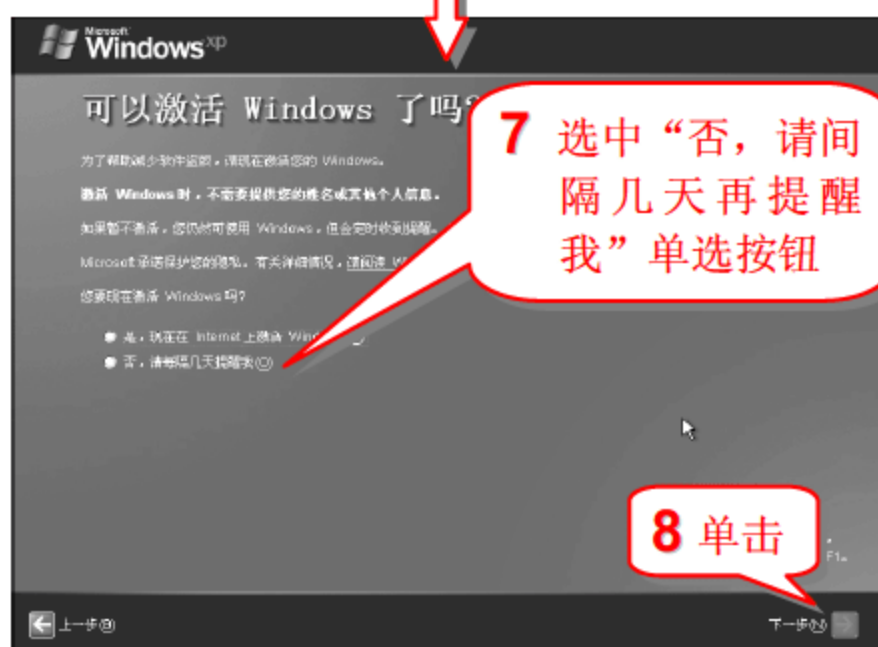 Microsoft
Windows xp
可以激活 Windows 了吗?
为了帮助减少软件盗版，请现在激活您的 Windows。
激活 Windows 时，不需要提供您的姓名或其他个人信息。
如果暂不激活，您仍然可使用 Windows，但会定时收到提醒。
Microsoft 承诺保护您的隐私。有关详细情况，请阅读 W
您要现在激活 Windows 吗?
是，现在在 Internet 上激活 Wind
否，请每隔几天提醒我(O)
7 选中“否，请间
隔几天再提醒
我”单选按钮
8 单击
F1。
上一步(B)
下一步(N)